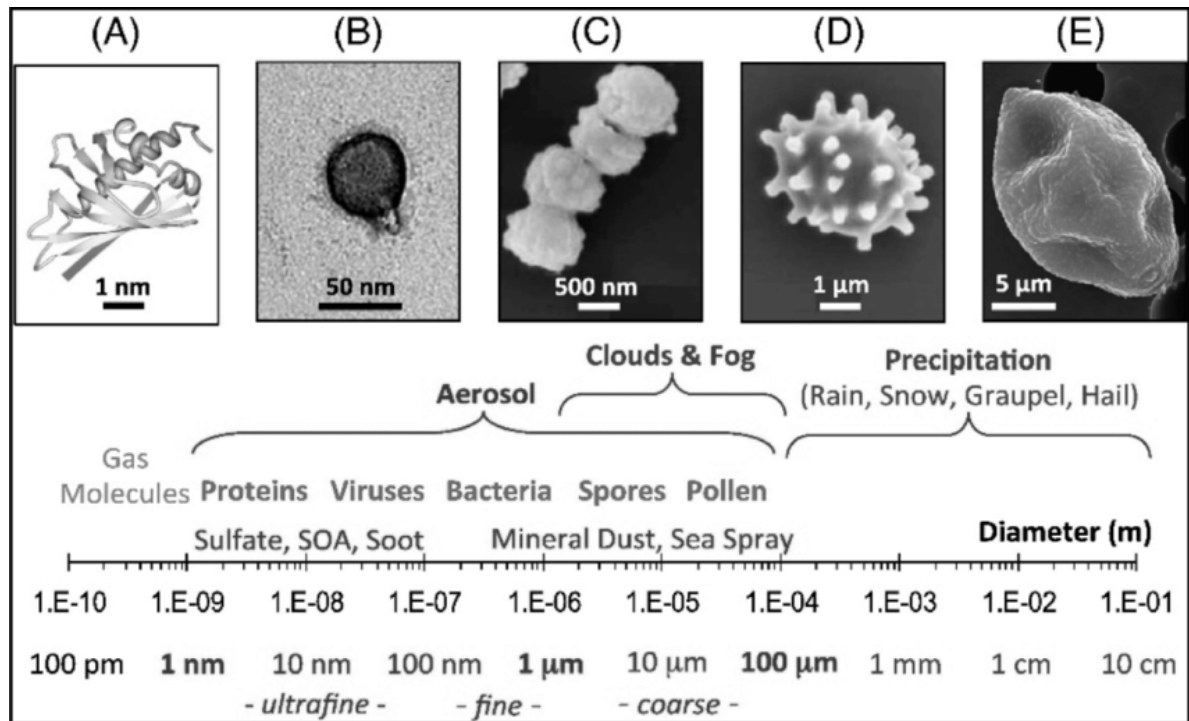 (A) (B) (C) (D) (E)
1 nm 50 nm 500 nm 1 µm 5 µm
Clouds & Fog Precipitation
Aerosol (Rain, Snow, Graupel, Hail)
Gas
Molecules Proteins Viruses Bacteria Spores Pollen
Sulfate, SOA, Soot Mineral Dust, Sea Spray Diameter (m)
1.E-10 1.E-09 1.E-08 1.E-07 1.E-06 1.E-05 1.E-04 1.E-03 1.E-02 1.E-01
100 pm 1 nm 10 nm 100 nm 1 µm 10 µm 100 µm 1 mm 1 cm 10 cm
- ultrafine - - fine - - coarse -